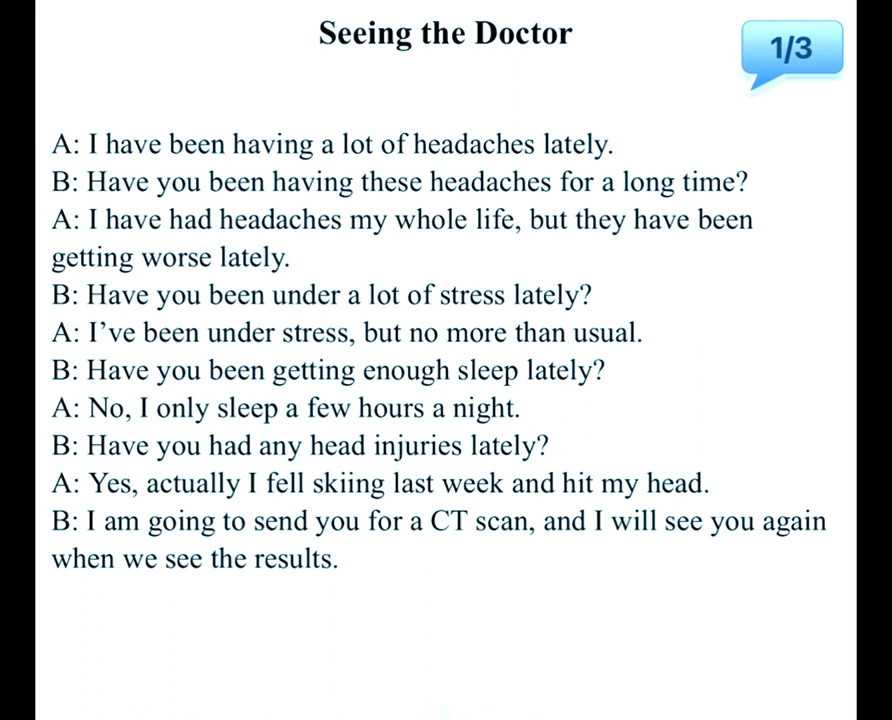 Seeing the Doctor
1/3
A: I have been having a lot of headaches lately.
B: Have you been having these headaches for a long time?
A: I have had headaches my whole life, but they have been
getting worse lately.
B: Have you been under a lot of stress lately?
A: I’ve been under stress, but no more than usual.
B: Have you been getting enough sleep lately?
A: No, I only sleep a few hours a night.
B: Have you had any head injuries lately?
A: Yes, actually I fell skiing last week and hit my head.
B: I am going to send you for a CT scan, and I will see you again
when we see the results.